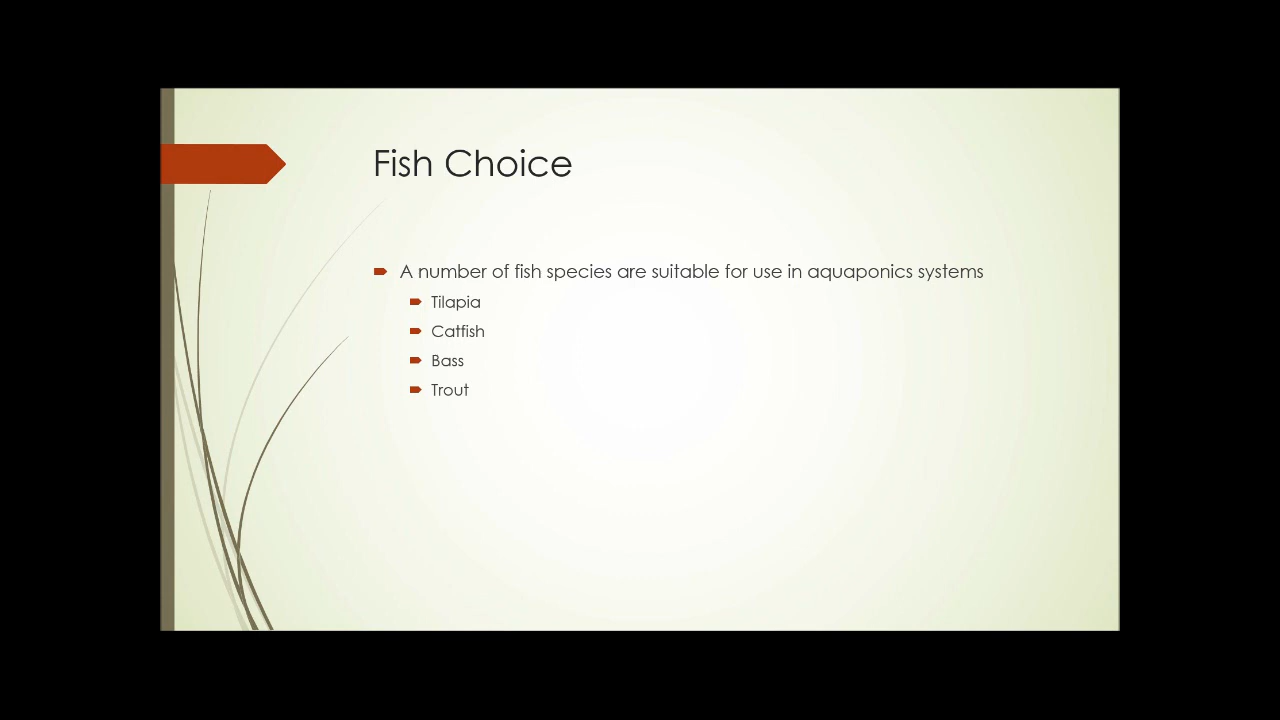 Fish Choice
A number of fish species are suitable for use in aquaponics systems
Tilapia
Catfish
Bass
Trout